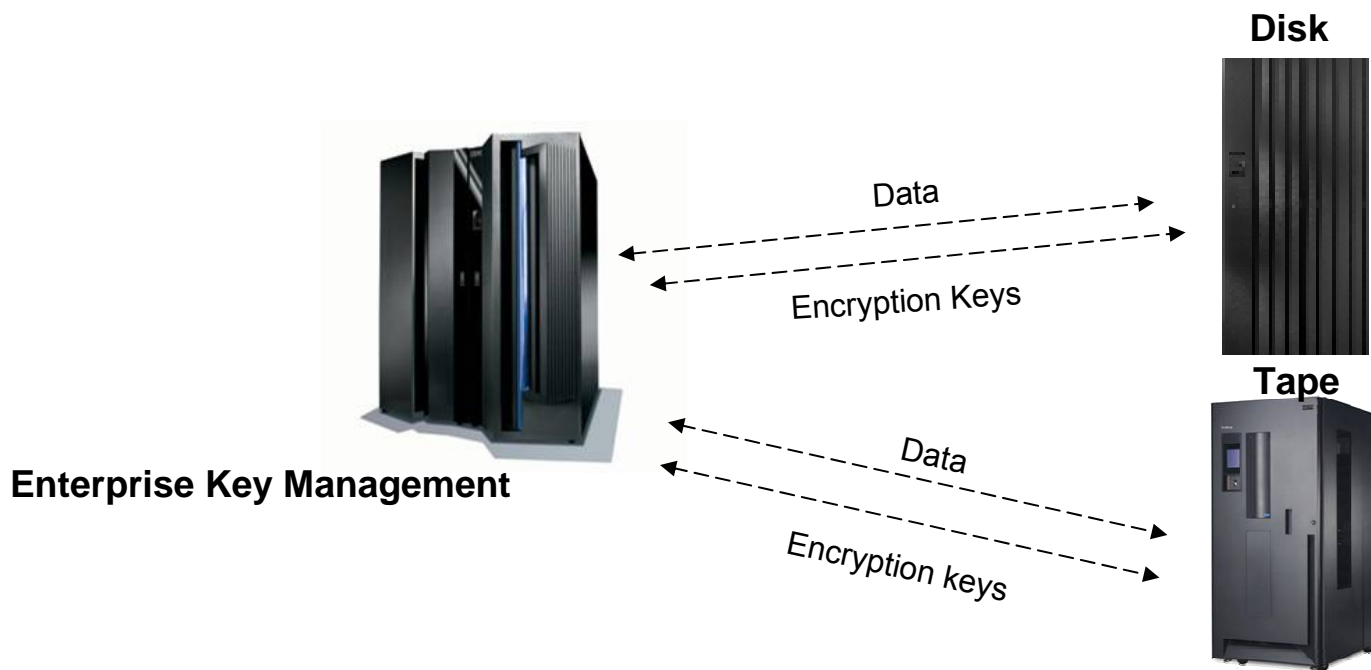 Disk
Data
Encryption Keys
Tape
Data
Enterprise Key Management
Encryption keys